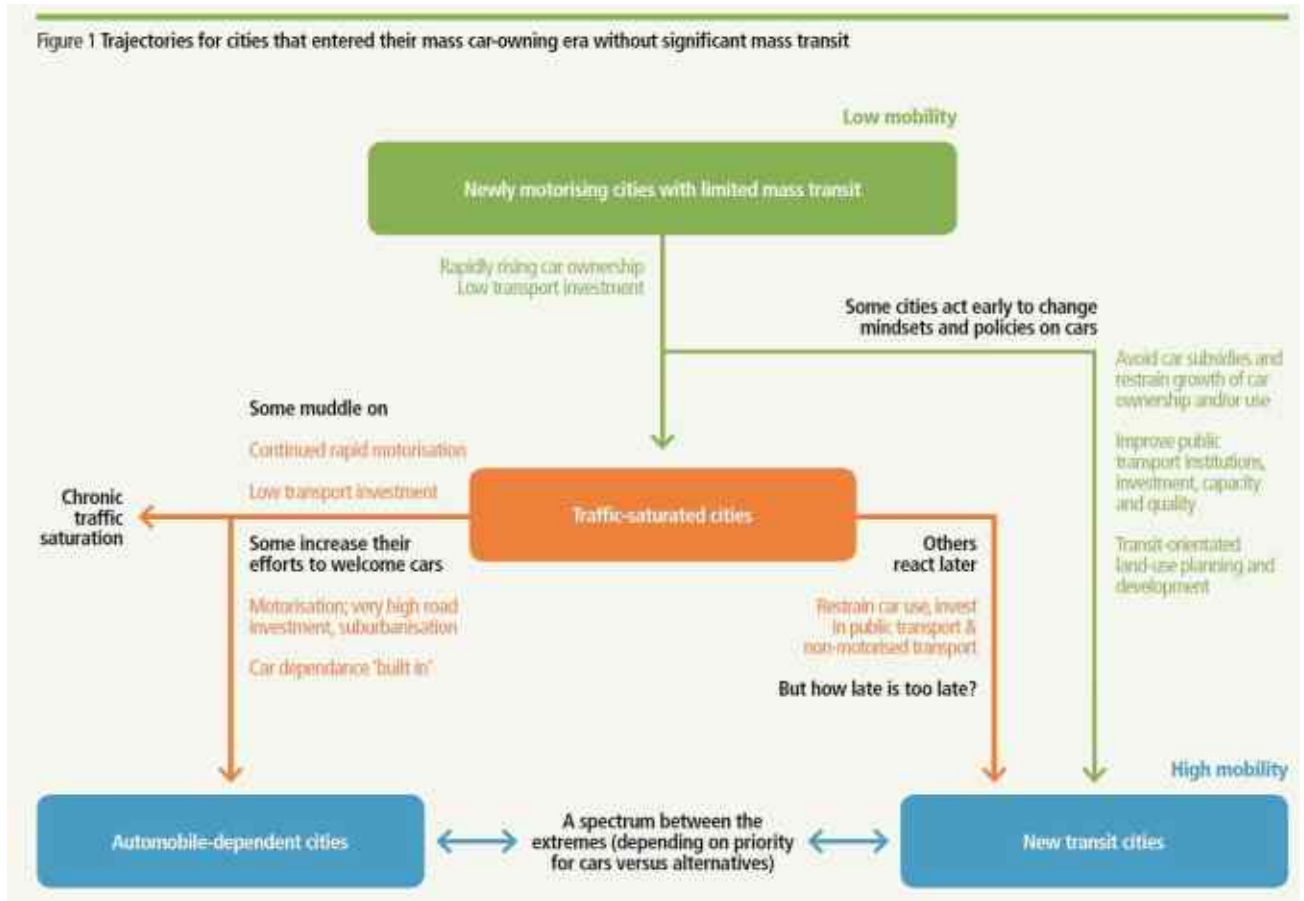 Figure 1 Trajectories for cities that entered their mass car-owning era without significant mass transit
Low mobility
Newly motorising cities with limited mass transit
Rapidly rising car ownership
Low transport investment
Some cities act early to change
mindsets and policies on cars
Avoid car subsidies and
restrain growth of car
ownership and/or use
Improve public
transport institutions,
investment, capacity
and quality
Transit-orientated
land-use planning and
development
Some muddle on
Continued rapid motorisation
Low transport investment
Chronic
traffic
saturation
Traffic-saturated cities
Some increase their
efforts to welcome cars
Motorisation; very high road
investment, suburbanisation
Car dependance 'built in'
Others
react later
Restrain car use, invest
in public transport &
non-motorised transport
But how late is too late?
High mobility
Automobile-dependent cities
A spectrum between the
extremes (depending on priority
for cars versus alternatives)
New transit cities